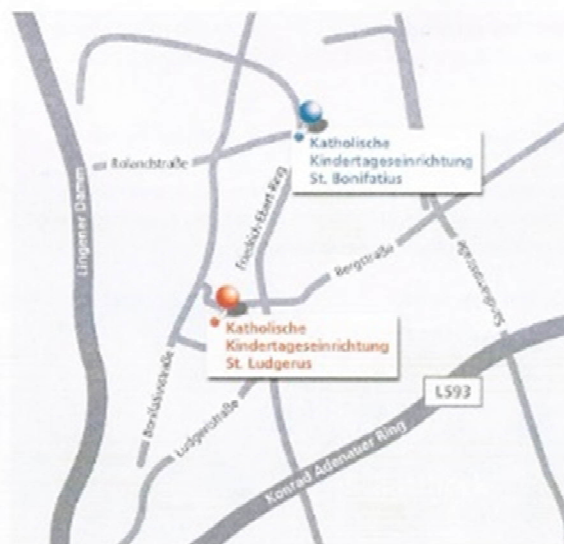 Katholische
Kindertageseinrichtung
St. Bonifatius
Rolandstraße
Lingener Damm
Friedrich-Ebert-Ring
Bergstraße
Katholische
Kindertageseinrichtung
St. Ludgerus
L593
Bonifatiusstraße
Ludgeristraße
Konrad Adenauer Ring